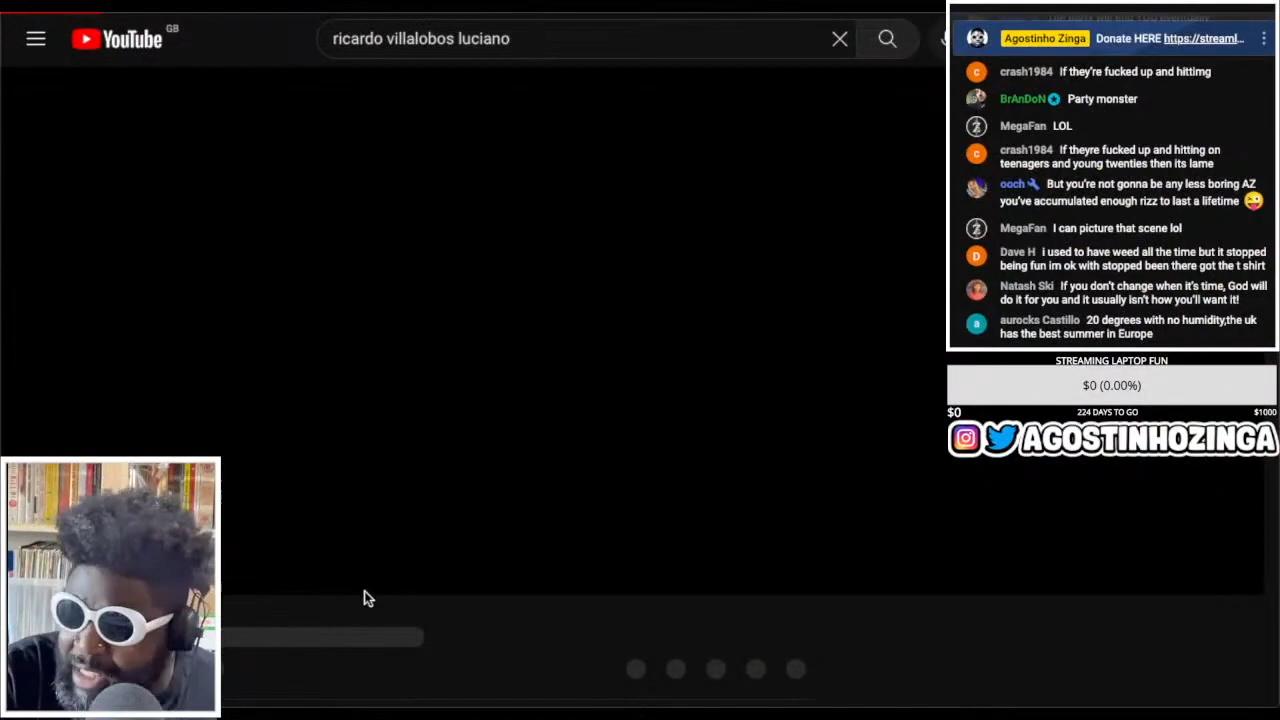 YouTube GB
ricardo villalobos luciano
Agostinho Zinga Donate HERE https://streaml...
crash1984 If they're fucked up and hittimg
BrAnDoN Party monster
MegaFan LOL
crash1984 If theyre fucked up and hitting on
teenagers and young twenties then its lame
ooch But you're not gonna be any less boring AZ
you've accumulated enough rizz to last a lifetime
MegaFan I can picture that scene lol
Dave H i used to have weed all the time but it stopped
being fun im ok with stopped been there got the t shirt
Natash Ski If you don't change when it's time, God will
do it for you and it usually isn't how you'll want it!
aurocks Castillo 20 degrees with no humidity,the uk
has the best summer in Europe
STREAMING LAPTOP FUN
$0 (0.00%)
$0 224 DAYS TO GO $1000
AGOSTINHOZINGA